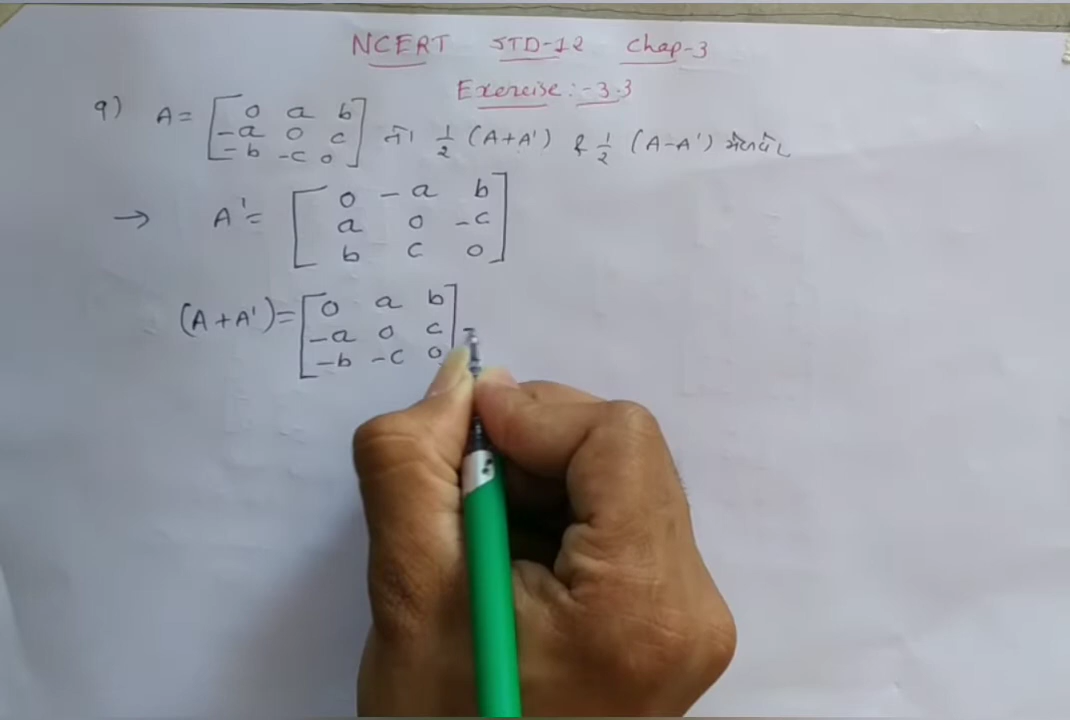 NCERT STD-12 Chap-3
Exercise:-3.3
9) A = [0 a b
-a 0 c
-b -c 0] તો 1/2 (A+A') & 1/2 (A-A') મેળવો
→ A' = [0 -a b
a 0 -c
b c 0]
(A+A') = [0 a b
-a 0 c
-b -c 0]